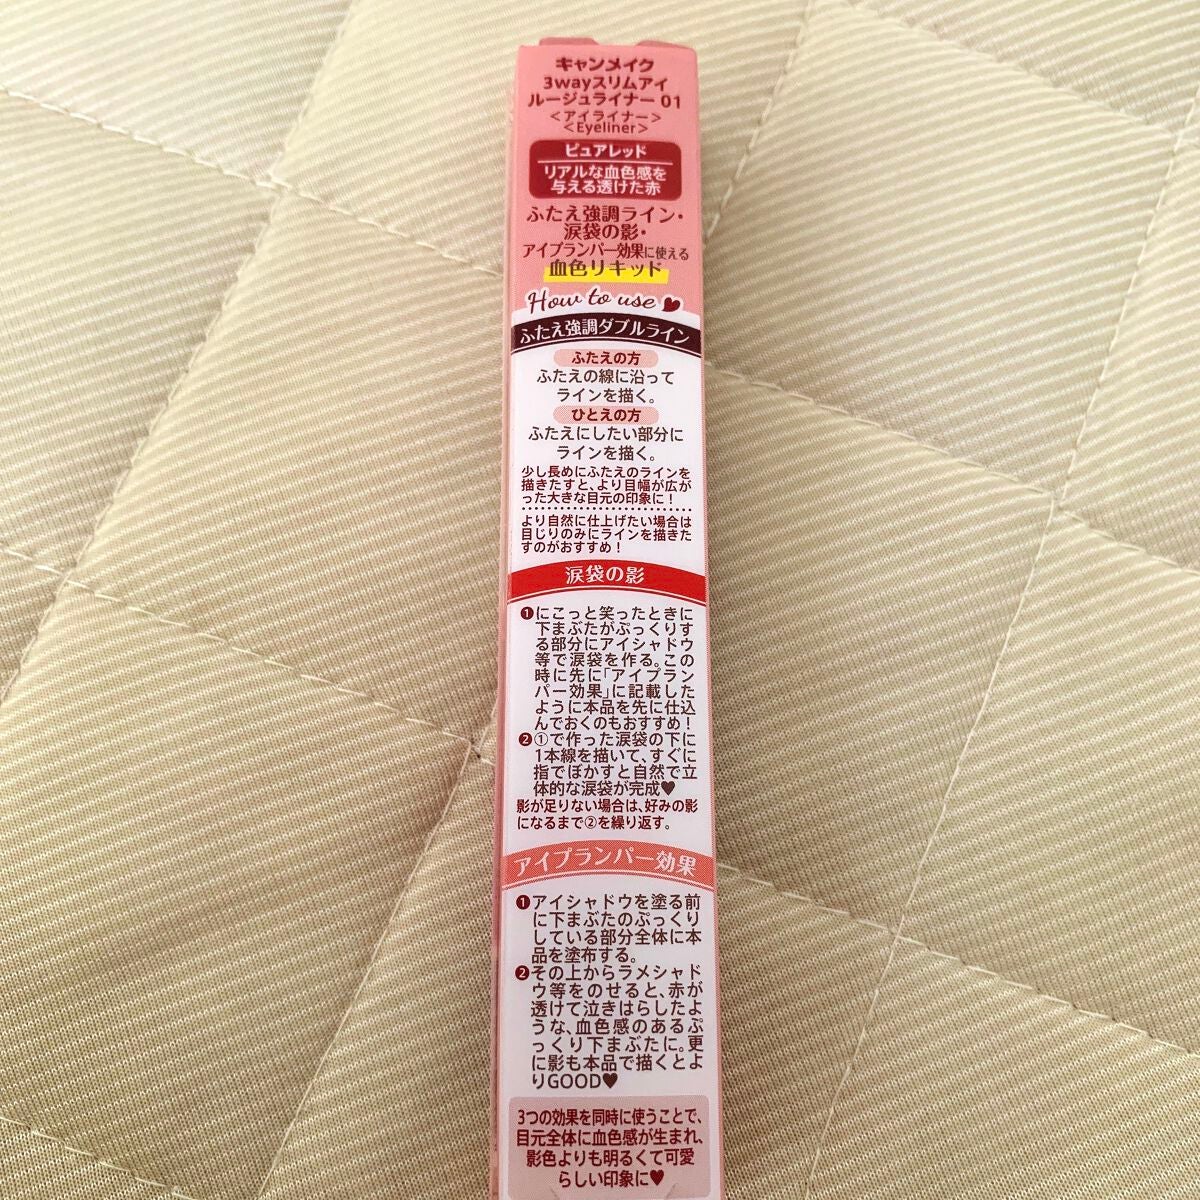 キャンメイク
3wayスリムアイ
ルージュライナー 01
＜アイライナー＞
＜Eyeliner＞
ピュアレッド
リアルな血色感を
与える透けた赤
ふたえ強調ライン・
涙袋の影・
アイプランパー効果に使える
血色リキッド
How to use
ふたえ強調ダブルライン
ふたえの方
ふたえの線に沿って
ラインを描く。
ひとえの方
ふたえにしたい部分に
ラインを描く。
少し長めにふたえのラインを
描きたすと、より目幅が広が
った大きな目元の印象に！
より自然に仕上げたい場合は
目じりのみにラインを描きた
すのがおすすめ！
涙袋の影
❶にこっと笑ったときに
下まぶたがぷっくりす
る部分にアイシャドウ
等で涙袋を作る。この
時に先に「アイプラン
パー効果」に記載した
ように本品を先に仕込
んでおくのもおすすめ！
❷①で作った涙袋の下に
1本線を描いて、すぐに
指でぼかすと自然で立
体的な涙袋が完成♥
影が足りない場合は、好みの影
になるまで②を繰り返す。
アイプランパー効果
❶アイシャドウを塗る前
に下まぶたのぷっくり
している部分全体に本
品を塗布する。
❷その上からラメシャド
ウ等をのせると、赤が
透けて泣きはらしたよ
うな、血色感のあるぷ
っくり下まぶたに。更
に影も本品で描くとよ
りGOOD♥
3つの効果を同時に使うことで、
目元全体に血色感が生まれ、
影色よりも明るくて可愛
らしい印象に♥